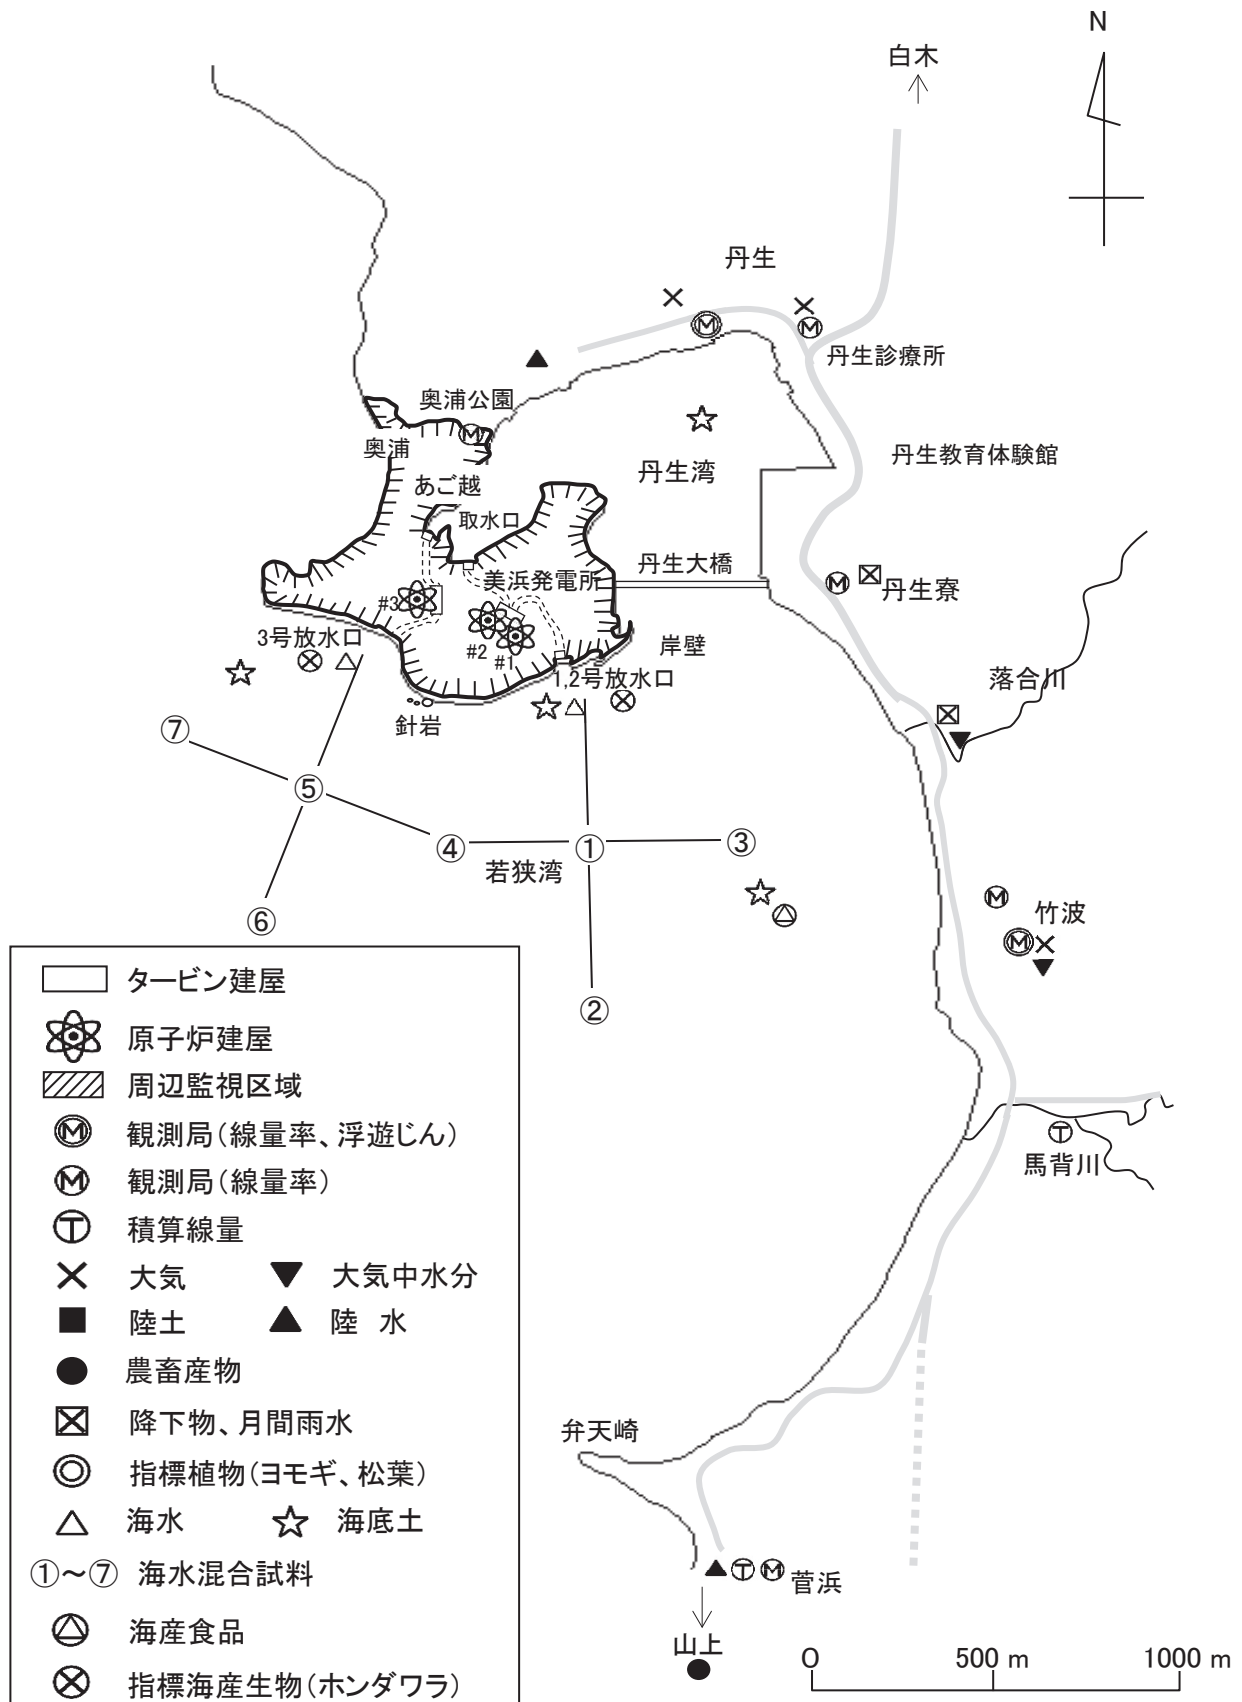 N
白木
丹生
丹生診療所
奥浦公園
奥浦
丹生教育体験館
丹生湾
あご越
取水口
丹生大橋
美浜発電所
丹生寮
#3
#2
#1
3号放水口
岸壁
1,2号放水口
落合川
針岩
⑦
⑤
④
①
③
若狭湾
⑥
竹波
②
馬背川
弁天崎
菅浜
山上
O
500 m
1000 m
タービン建屋
原子炉建屋
周辺監視区域
観測局(線量率、浮遊じん)
観測局(線量率)
積算線量
大気
大気中水分
陸土
陸 水
農畜産物
降下物、月間雨水
指標植物(ヨモギ、松葉)
海水
海底土
①～⑦ 海水混合試料
海産食品
指標海産生物(ホンダワラ)